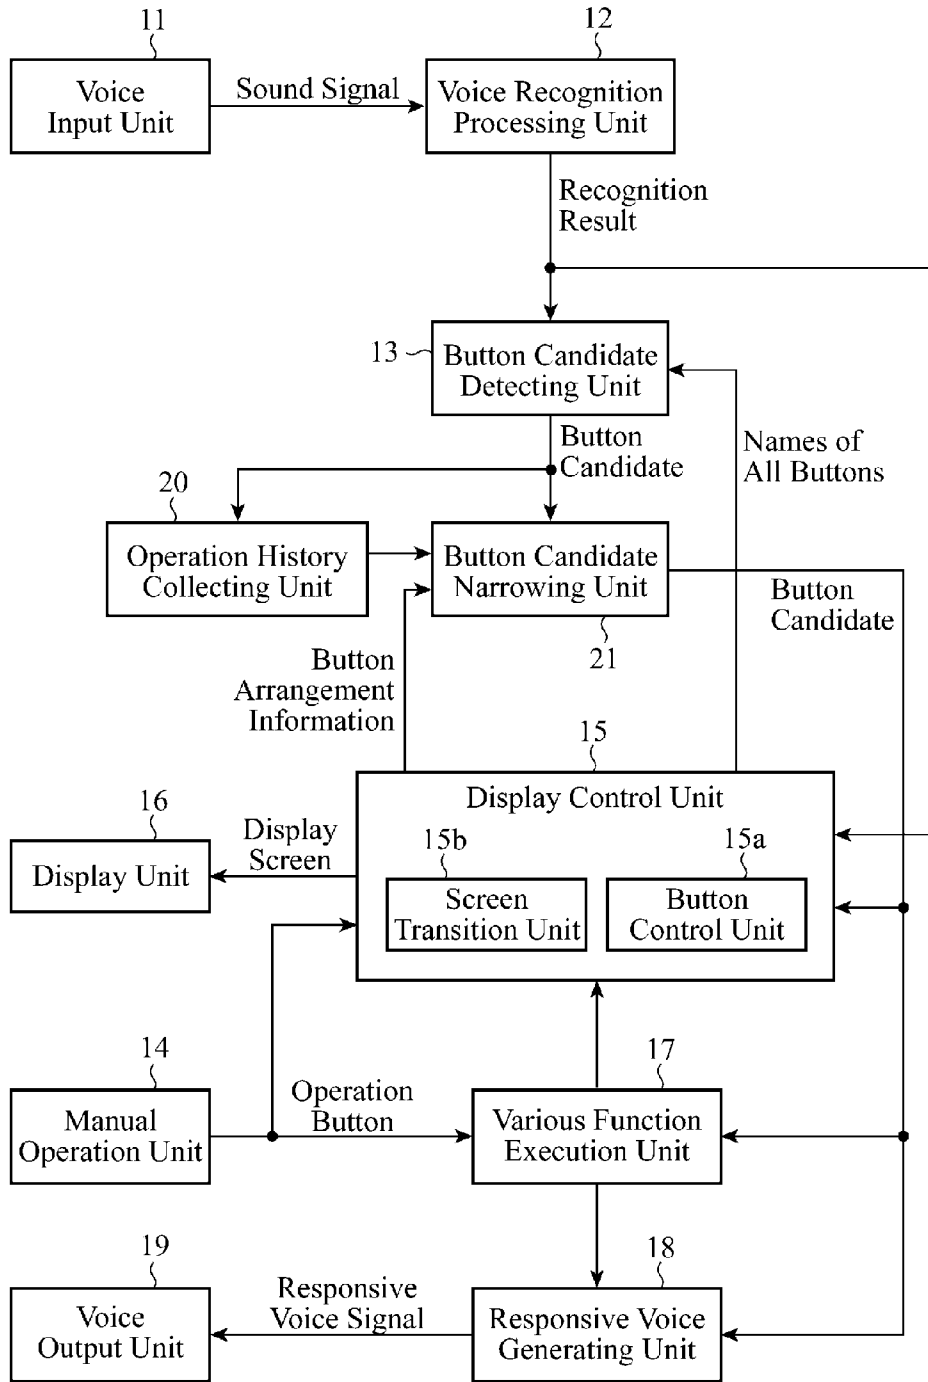 11
12
Voice
Input Unit
Sound Signal
Voice Recognition
Processing Unit
Recognition
Result
13
Button Candidate
Detecting Unit
Button
Candidate
Names of
All Buttons
20
Operation History
Collecting Unit
Button Candidate
Narrowing Unit
21
Button
Candidate
Button
Arrangement
Information
15
Display Control Unit
16
Display Unit
Display
Screen
15b
Screen
Transition Unit
15a
Button
Control Unit
14
Manual
Operation Unit
Operation
Button
17
Various Function
Execution Unit
19
Voice
Output Unit
Responsive
Voice Signal
18
Responsive Voice
Generating Unit